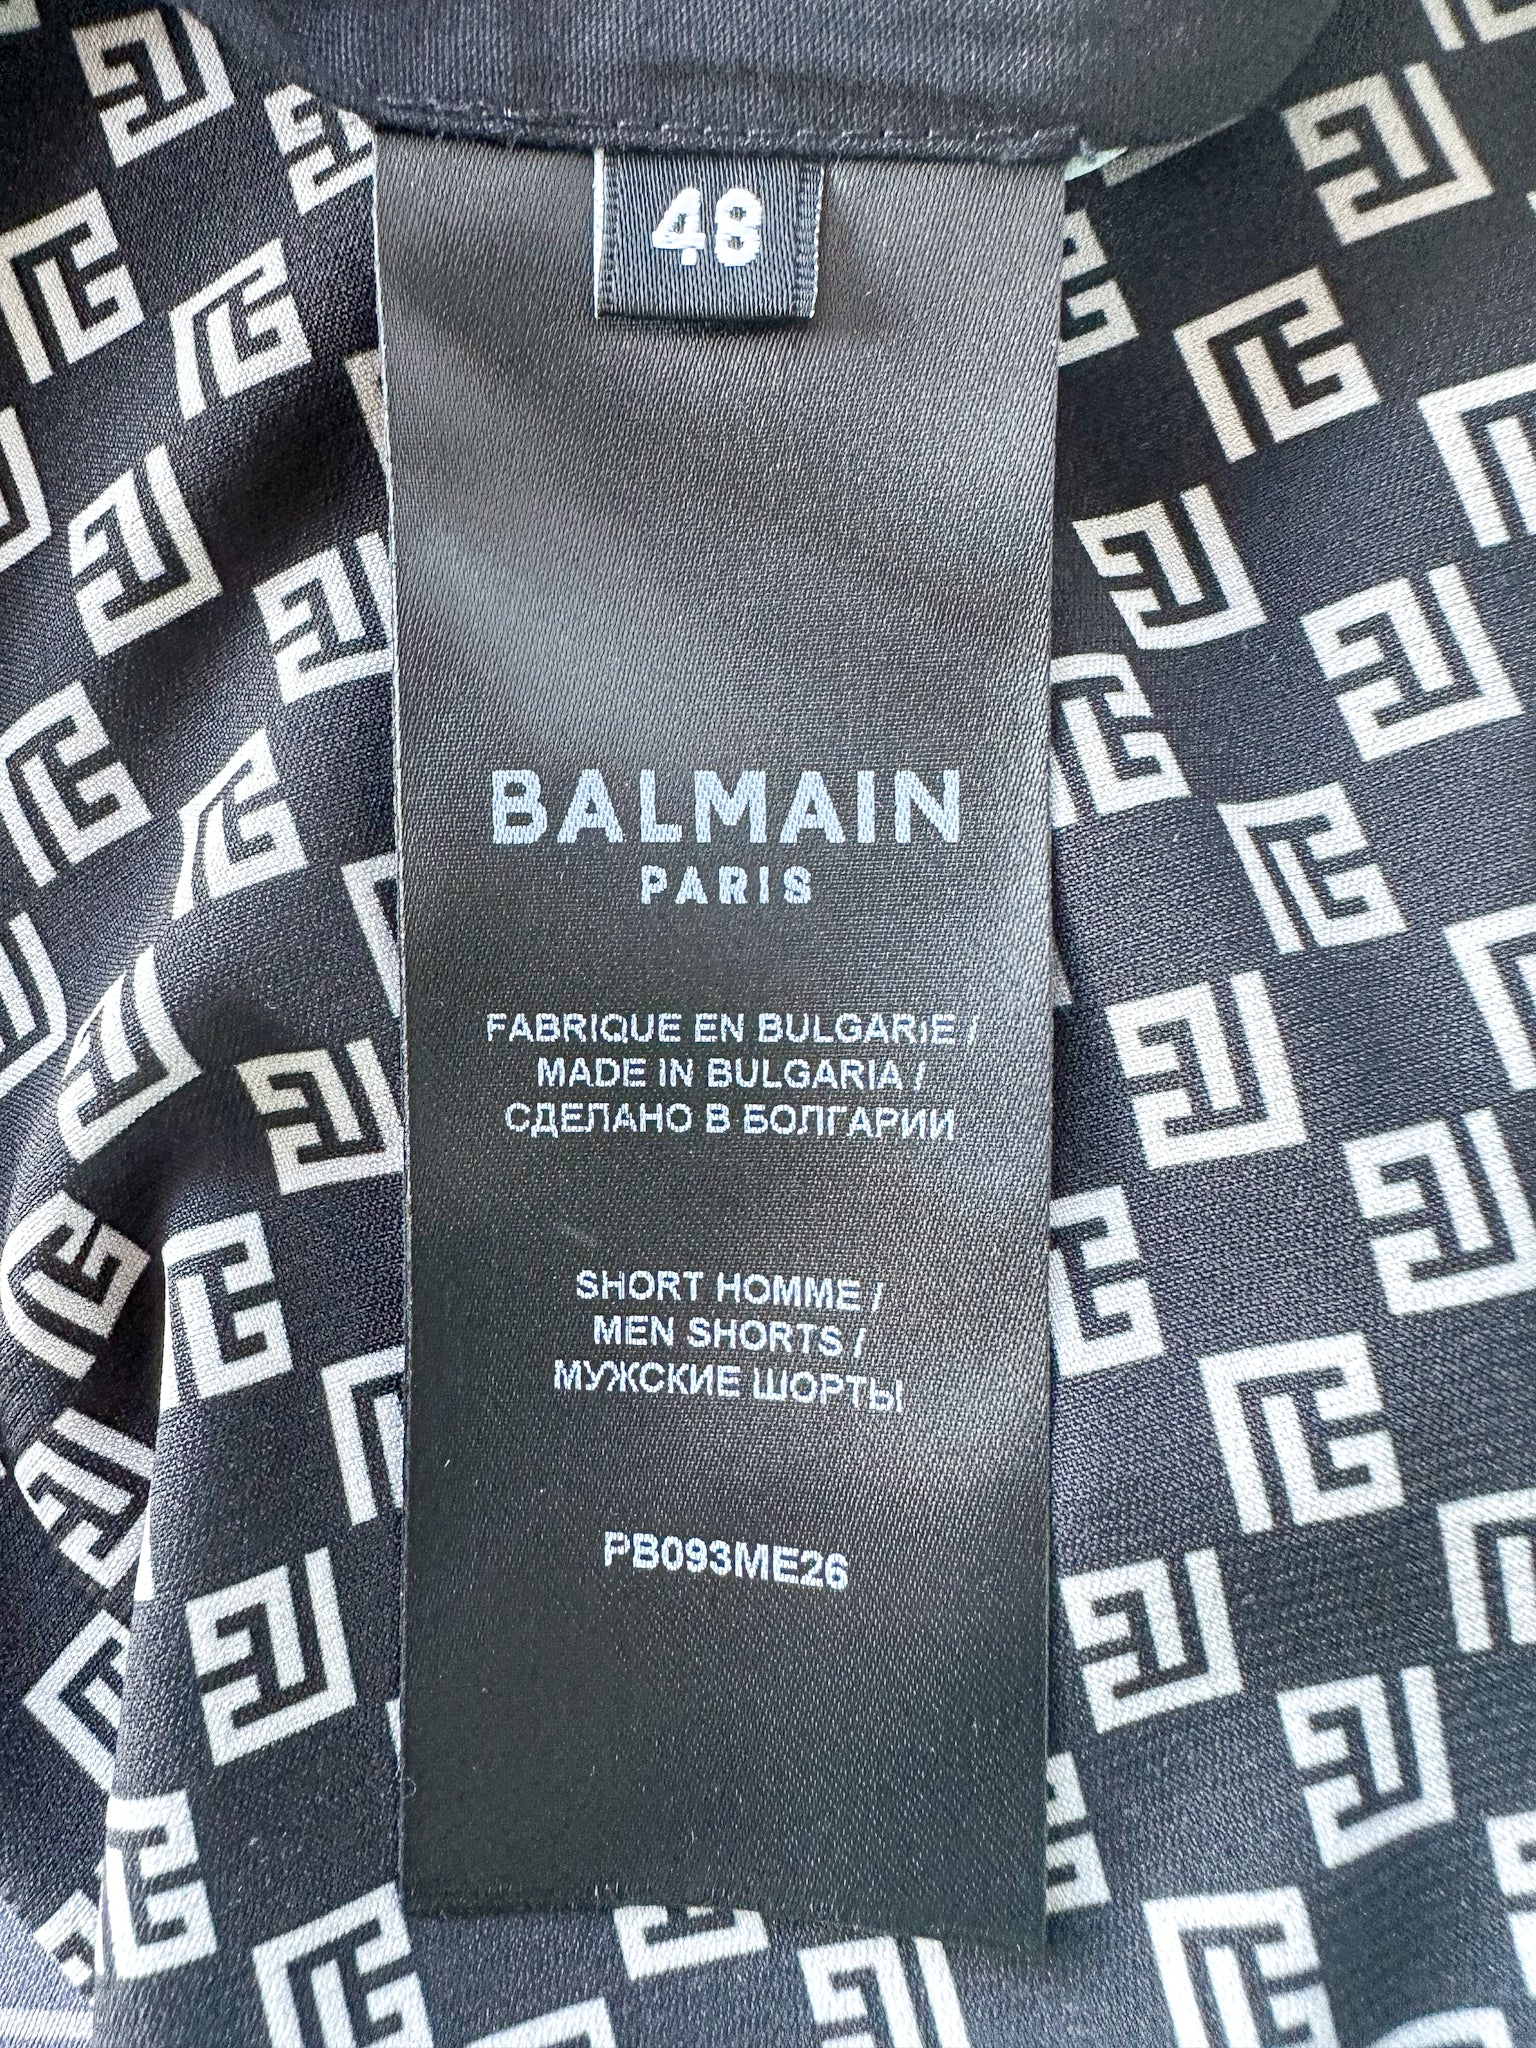 48
BALMAIN
PARIS
FABRIQUE EN BULGARIE /
MADE IN BULGARIA /
СДЕЛАНО В БОЛГАРИИ
SHORT HOMME /
MEN SHORTS /
МУЖСКИЕ ШОРТЫ
PB093ME26